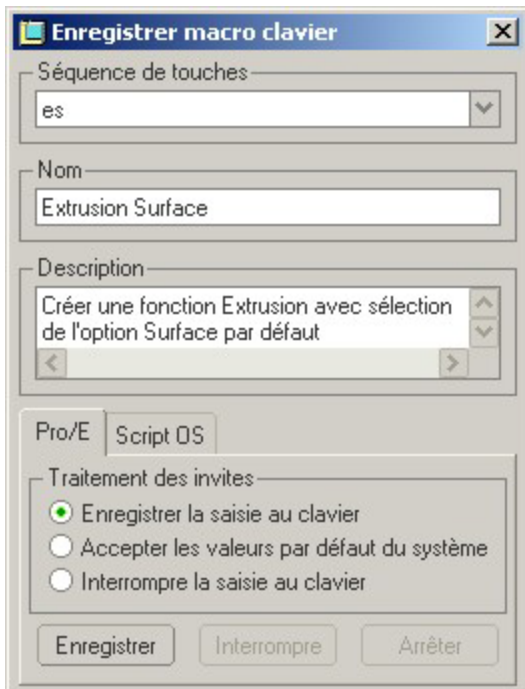 Enregistrer macro clavier
Séquence de touches
es
Nom
Extrusion Surface
Description
Créer une fonction Extrusion avec sélection
de l'option Surface par défaut
Pro/E
Script OS
Traitement des invites
Enregistrer la saisie au clavier
Accepter les valeurs par défaut du système
Interrompre la saisie au clavier
Enregistrer
Interrompre
Arrêter